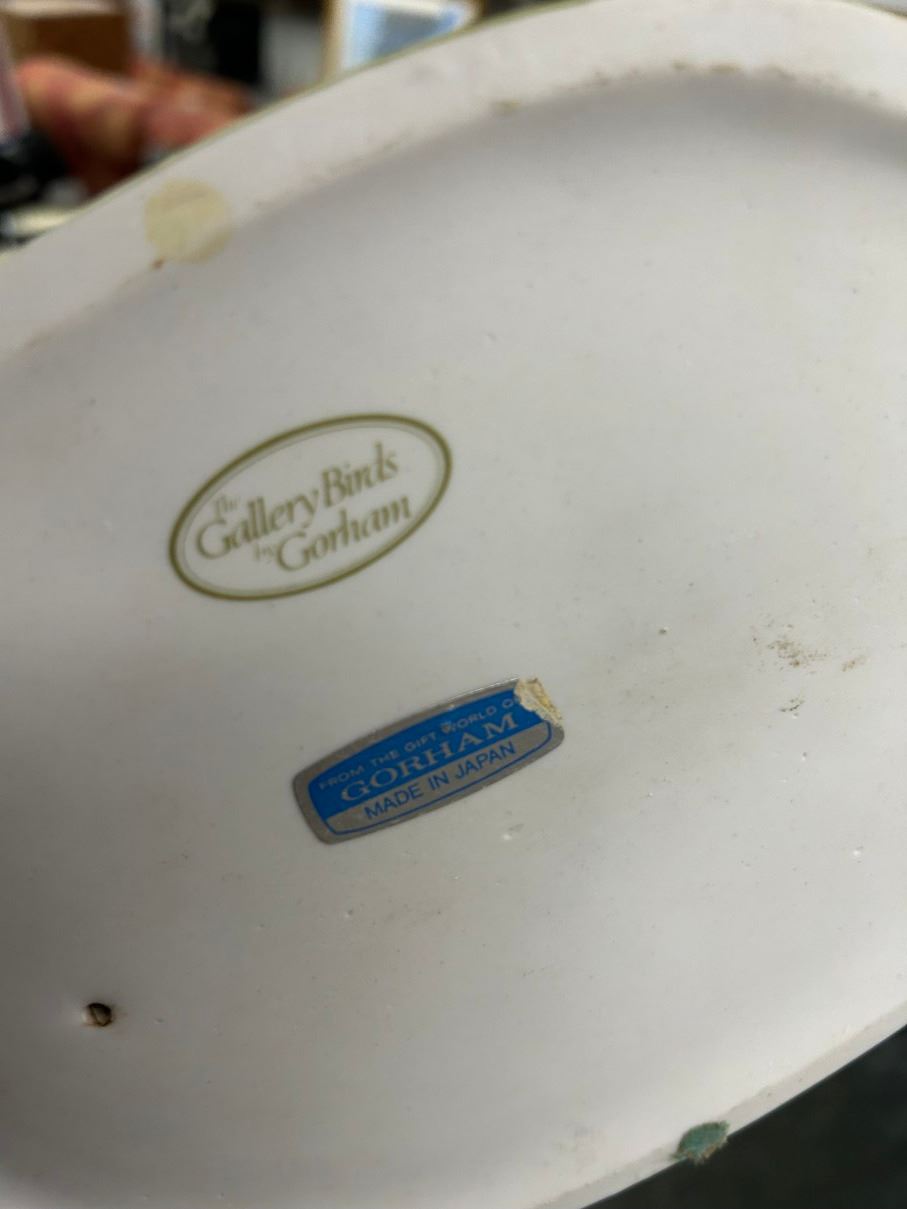 The
Gallery Birds
by Gorham
FROM THE GIFT WORLD OF
GORHAM
MADE IN JAPAN